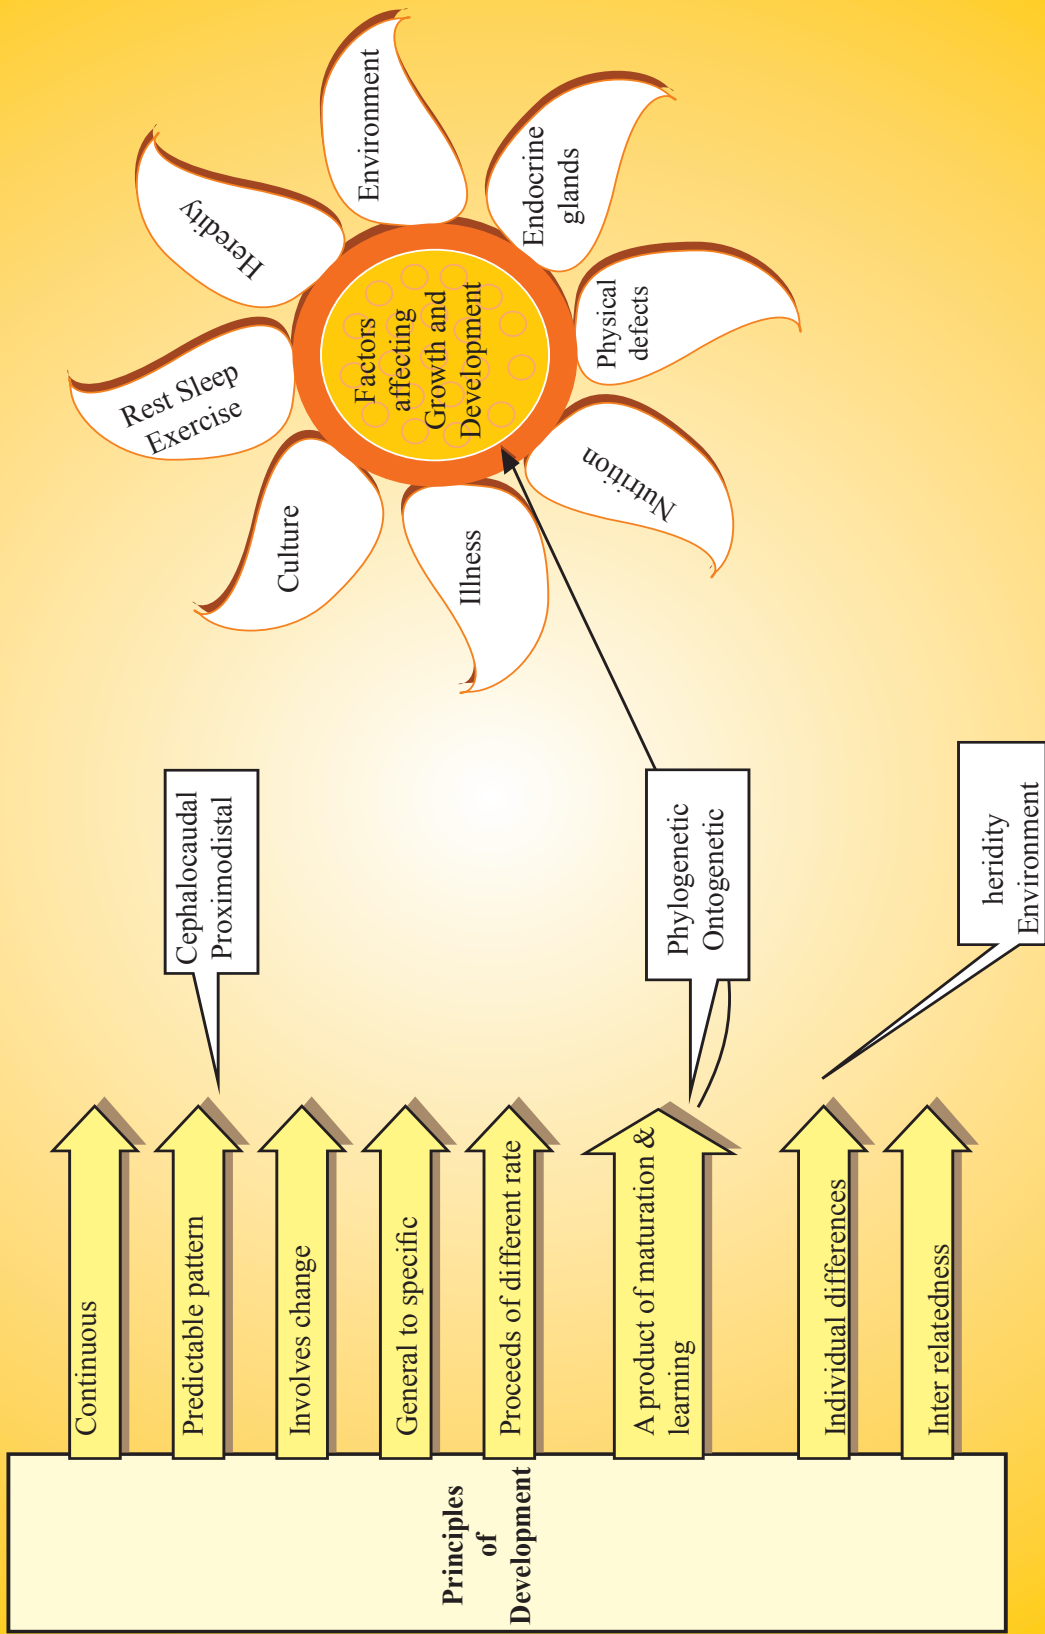 Principles
of
Development
Continuous
Predictable pattern
Involves change
General to specific
Proceeds of different rate
A product of maturation &
learning
Individual differences
Inter relatedness
Cephalocaudal
Proximodistal
Phylogenetic
Ontogenetic
heridity
Environment
Factors
affecting
Growth and
Development
Heredity
Environment
Endocrine
glands
Physical
defects
Nutrition
Illness
Culture
Rest Sleep
Exercise